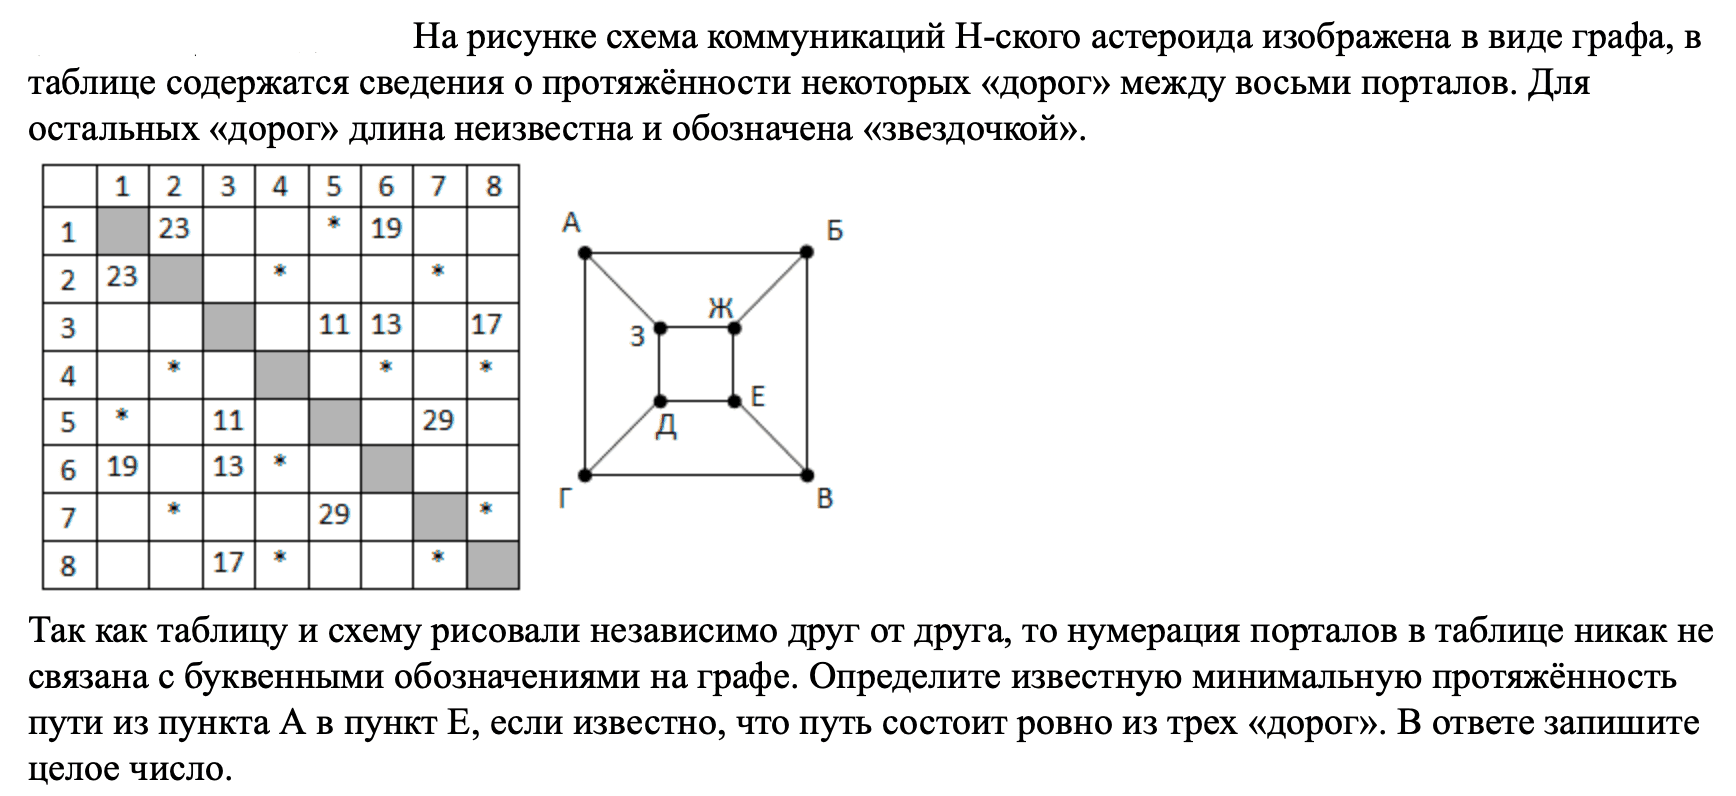 На рисунке схема коммуникаций Н-ского астероида изображена в виде графа, в
таблице содержатся сведения о протяжённости некоторых «дорог» между восьми порталов. Для
остальных «дорог» длина неизвестна и обозначена «звездочкой».
1 2 3 4 5 6 7 8
1 23 * 19
2 23 * *
3 11 13 17
4 * * *
5 * 11 29
6 19 13 *
7 * 29 *
8 17 * *
А Б
Ж
З
Е
Д
Г В
Так как таблицу и схему рисовали независимо друг от друга, то нумерация порталов в таблице никак не
связана с буквенными обозначениями на графе. Определите известную минимальную протяжённость
пути из пункта А в пункт Е, если известно, что путь состоит ровно из трех «дорог». В ответе запишите
целое число.